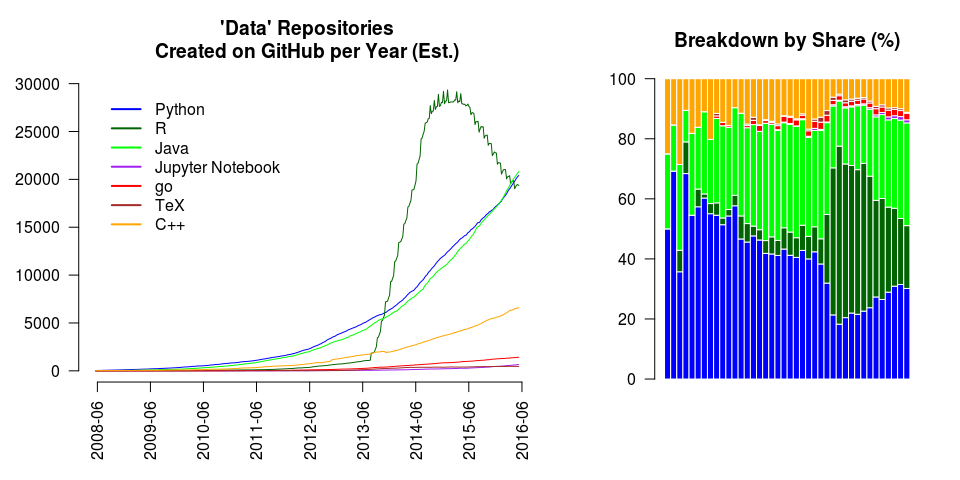 'Data' Repositories
Created on GitHub per Year (Est.)
30000
25000
20000
15000
10000
5000
0
Python
R
Java
Jupyter Notebook
go
TeX
C++
2008-06
2009-06
2010-06
2011-06
2012-06
2013-06
2014-06
2015-06
2016-06
Breakdown by Share (%)
100
80
60
40
20
0